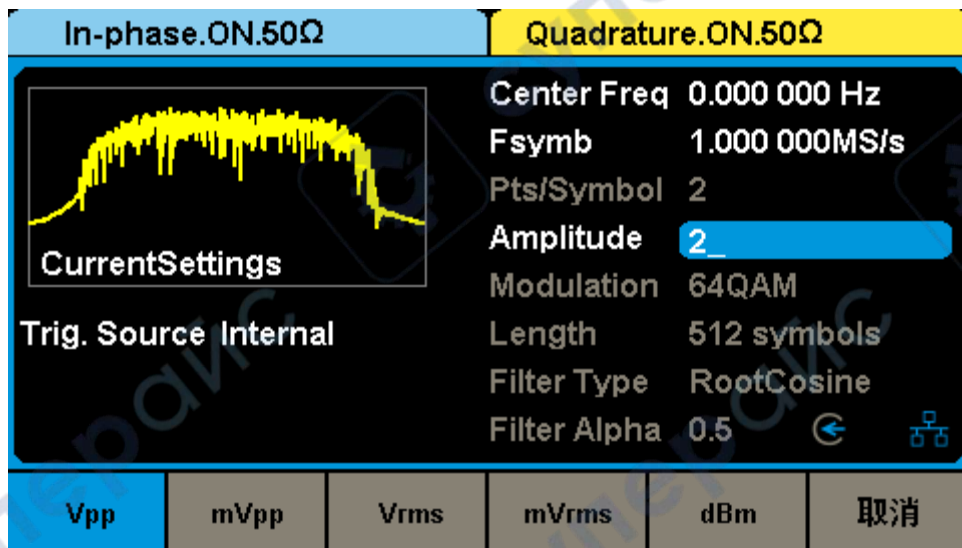 In-phase.ON.50Ω Quadrature.ON.50Ω
Center Freq 0.000 000 Hz
Fsymb 1.000 000MS/s
Pts/Symbol 2
Amplitude 2_
CurrentSettings
Modulation 64QAM
Trig. Source Internal
Length 512 symbols
Filter Type RootCosine
Filter Alpha 0.5
Vpp mVpp Vrms mVrms dBm 取消